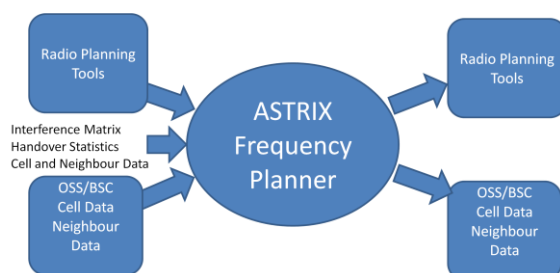 Radio Planning
Tools
Interference Matrix
Handover Statistics
Cell and Neighbour Data
OSS/BSC
Cell Data
Neighbour
Data
ASTRIX
Frequency
Planner
Radio Planning
Tools
OSS/BSC
Cell Data
Neighbour
Data